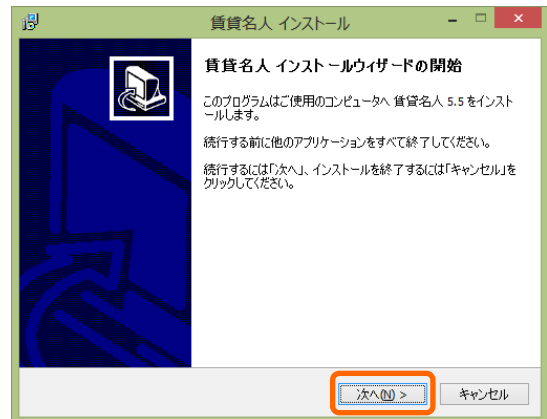 賃貸名人 インストール
賃貸名人 インストールウィザードの開始
このプログラムはご使用のコンピュータへ 賃貸名人 5.5 をインスト
ールします。
続行する前に他のアプリケーションをすべて終了してください。
続行するには「次へ」、インストールを終了するには「キャンセル」を
クリックしてください。
次へ(N) >
キャンセル